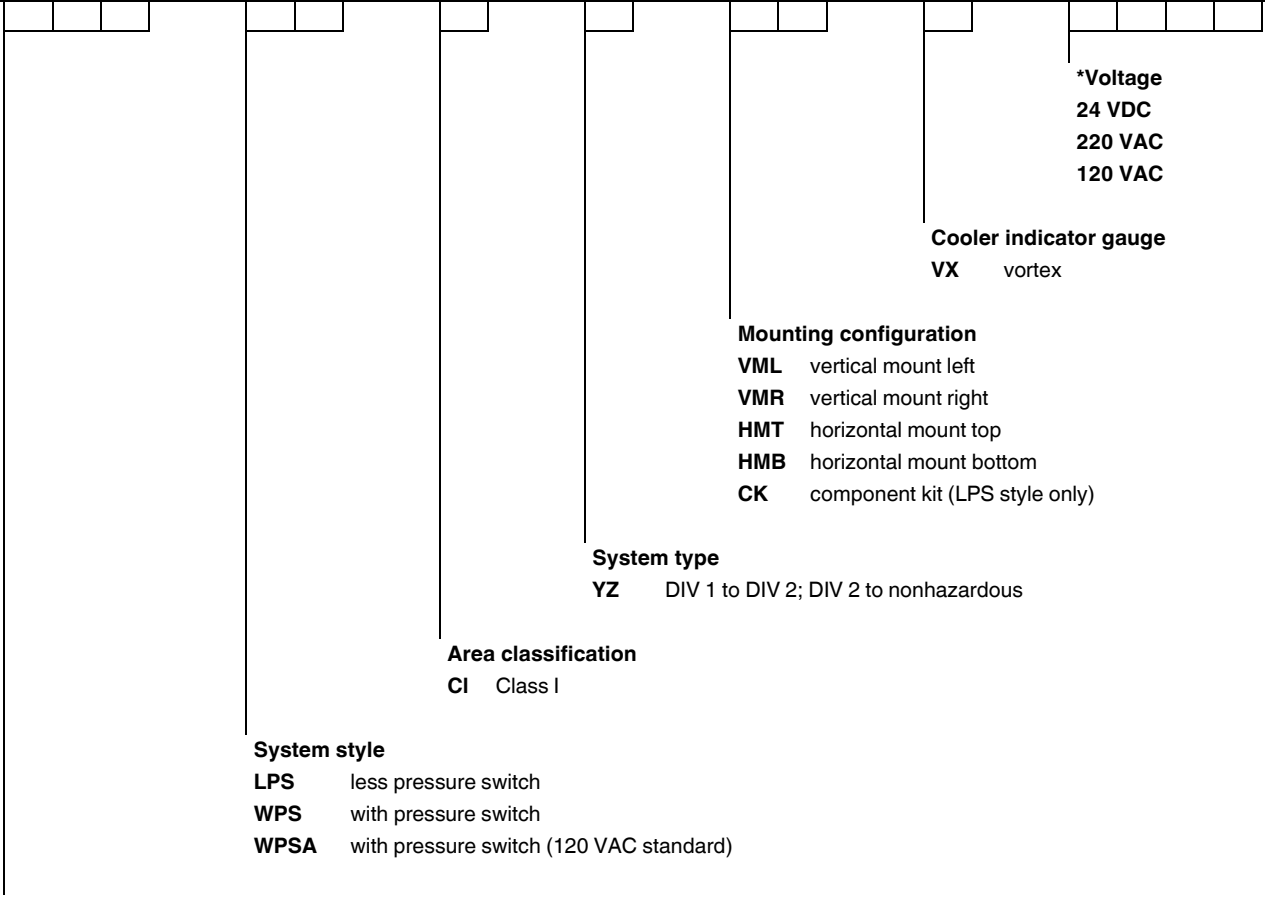 *Voltage
24 VDC
220 VAC
120 VAC
Cooler indicator gauge
VX vortex
Mounting configuration
VML vertical mount left
VMR vertical mount right
HMT horizontal mount top
HMB horizontal mount bottom
CK component kit (LPS style only)
System type
YZ DIV 1 to DIV 2; DIV 2 to nonhazardous
Area classification
CI Class I
System style
LPS less pressure switch
WPS with pressure switch
WPSA with pressure switch (120 VAC standard)